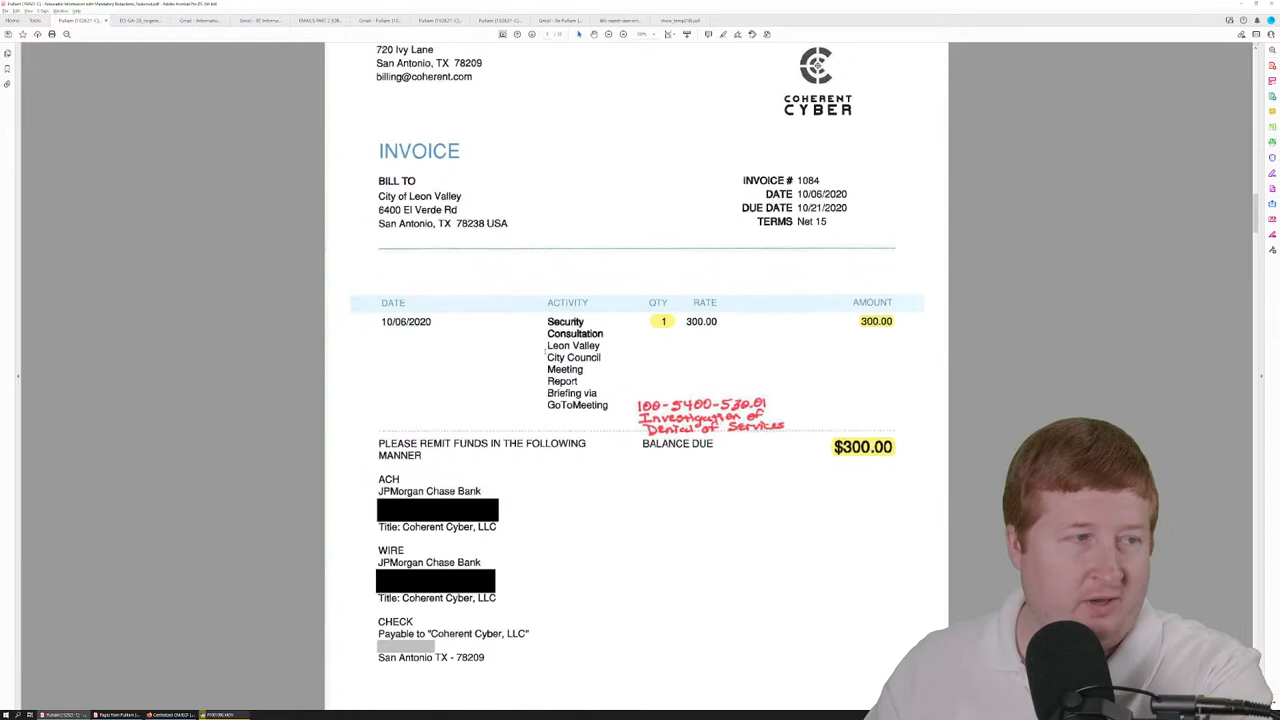 720 Ivy Lane
San Antonio, TX 78209
billing@coherent.com
COHERENT
CYBER
INVOICE
BILL TO
City of Leon Valley
6400 El Verde Rd
San Antonio, TX 78238 USA
INVOICE # 1084
DATE 10/06/2020
DUE DATE 10/21/2020
TERMS Net 15
DATE ACTIVITY QTY RATE AMOUNT
10/06/2020 Security 1 300.00 300.00
Consultation
Leon Valley
City Council
Meeting
Report
Briefing via
GoToMeeting
100-5400-530.01
Investigation of
Denial of Services
PLEASE REMIT FUNDS IN THE FOLLOWING
MANNER
BALANCE DUE $300.00
ACH
JPMorgan Chase Bank
Title: Coherent Cyber, LLC
WIRE
JPMorgan Chase Bank
Title: Coherent Cyber, LLC
CHECK
Payable to "Coherent Cyber, LLC"
San Antonio TX - 78209